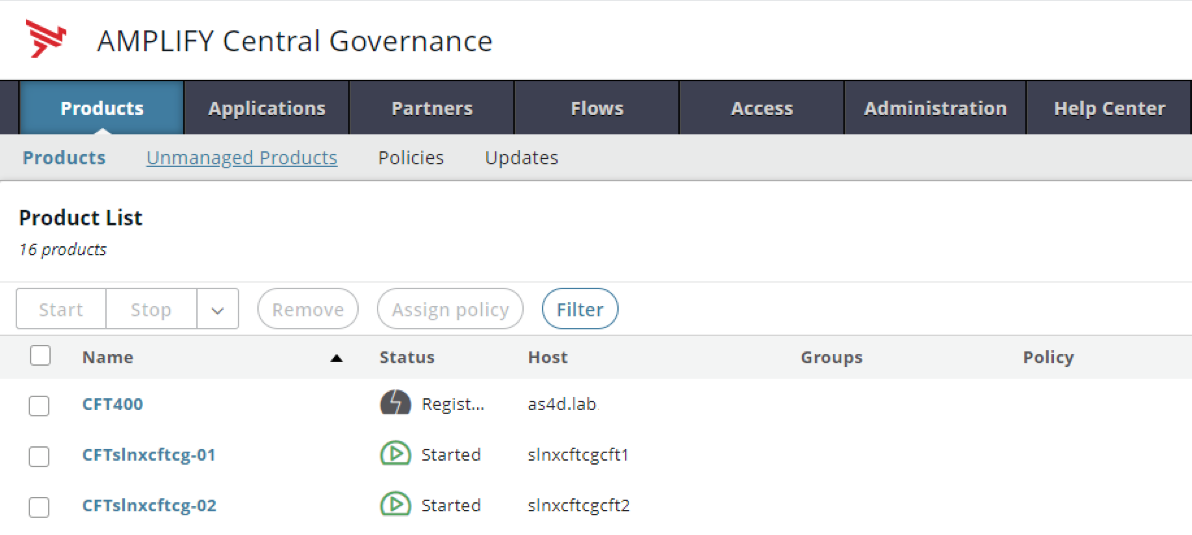 AMPLIFY Central Governance
Products Applications Partners Flows Access Administration Help Center
Products Unmanaged Products Policies Updates
Product List
16 products
Start Stop Remove Assign policy Filter
Name Status Host Groups Policy
CFT400 Regist... as4d.lab
CFTslnxcftcg-01 Started slnxcftcgcft1
CFTslnxcftcg-02 Started slnxcftcgcft2